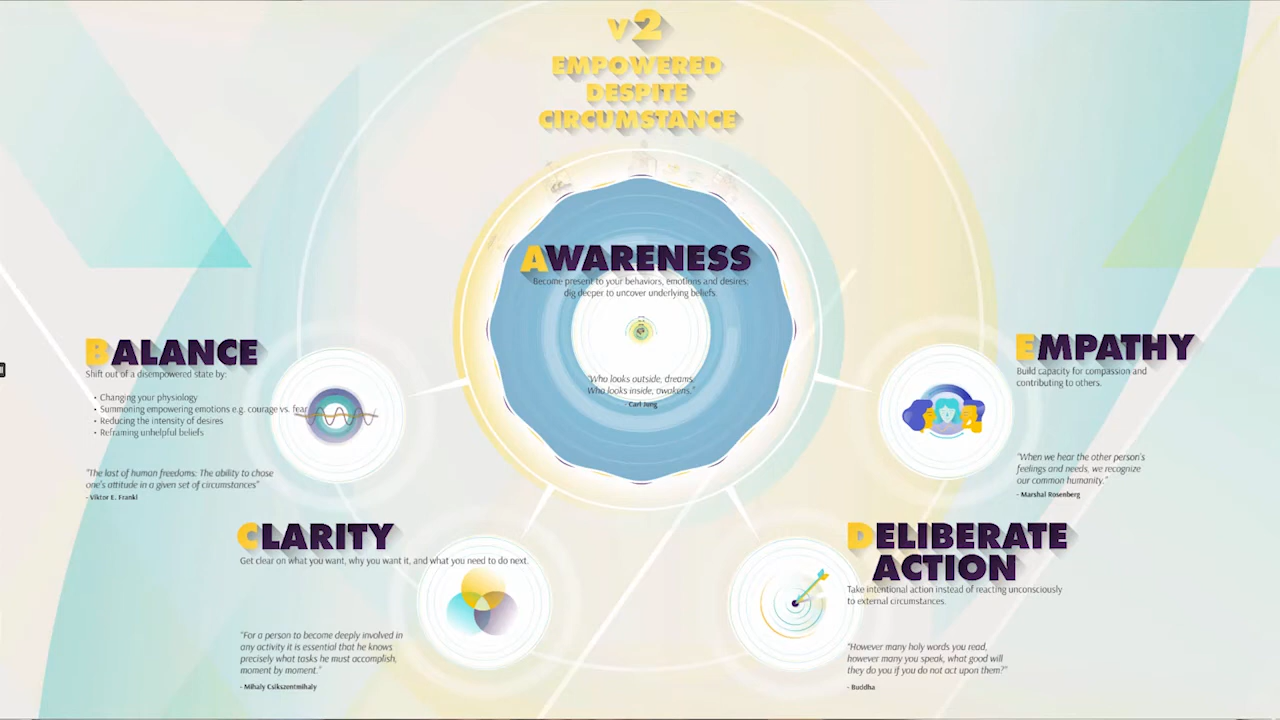 v2
EMPOWERED
DESPITE
CIRCUMSTANCE
AWARENESS
Become present to your behaviors, emotions and desires;
dig deeper to uncover underlying beliefs.
"Who looks outside, dreams.
Who looks inside, awakens."
- Carl Jung
BALANCE
Shift out of a disempowered state by:
• Changing your physiology
• Summoning empowering emotions e.g. courage vs. fear
• Reducing the intensity of desires
• Reframing unhelpful beliefs
"The last of human freedoms: The ability to chose
one's attitude in a given set of circumstances"
- Viktor E. Frankl
EMPATHY
Build capacity for compassion and
contributing to others.
"When we hear the other person's
feelings and needs, we recognize
our common humanity."
- Marshal Rosenberg
CLARITY
Get clear on what you want, why you want it, and what you need to do next.
"For a person to become deeply involved in
any activity it is essential that he knows
precisely what tasks he must accomplish,
moment by moment."
- Mihaly Csikszentmihaly
DELIBERATE
ACTION
Take intentional action instead of reacting unconsciously
to external circumstances.
"However many holy words you read,
however many you speak, what good will
they do you if you do not act upon them?"
- Buddha